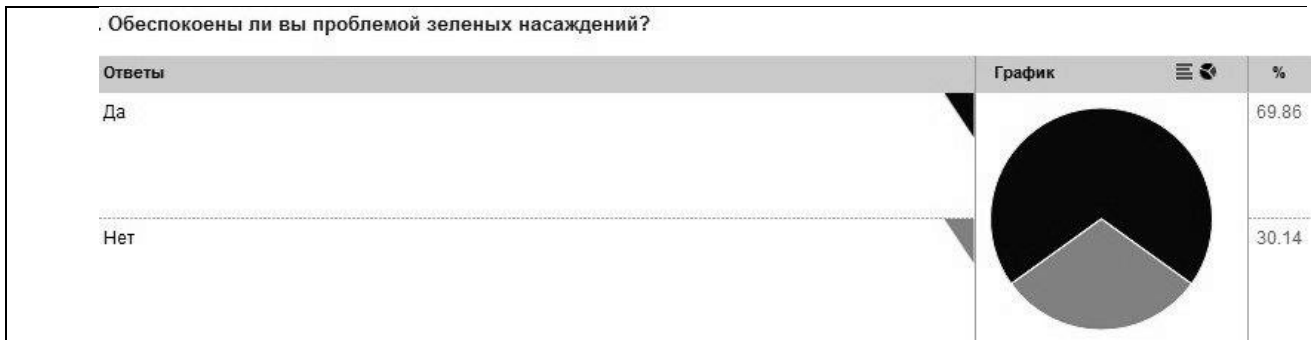 . Обеспокоены ли вы проблемой зеленых насаждений?
Ответы График %
Да 69.86
Нет 30.14